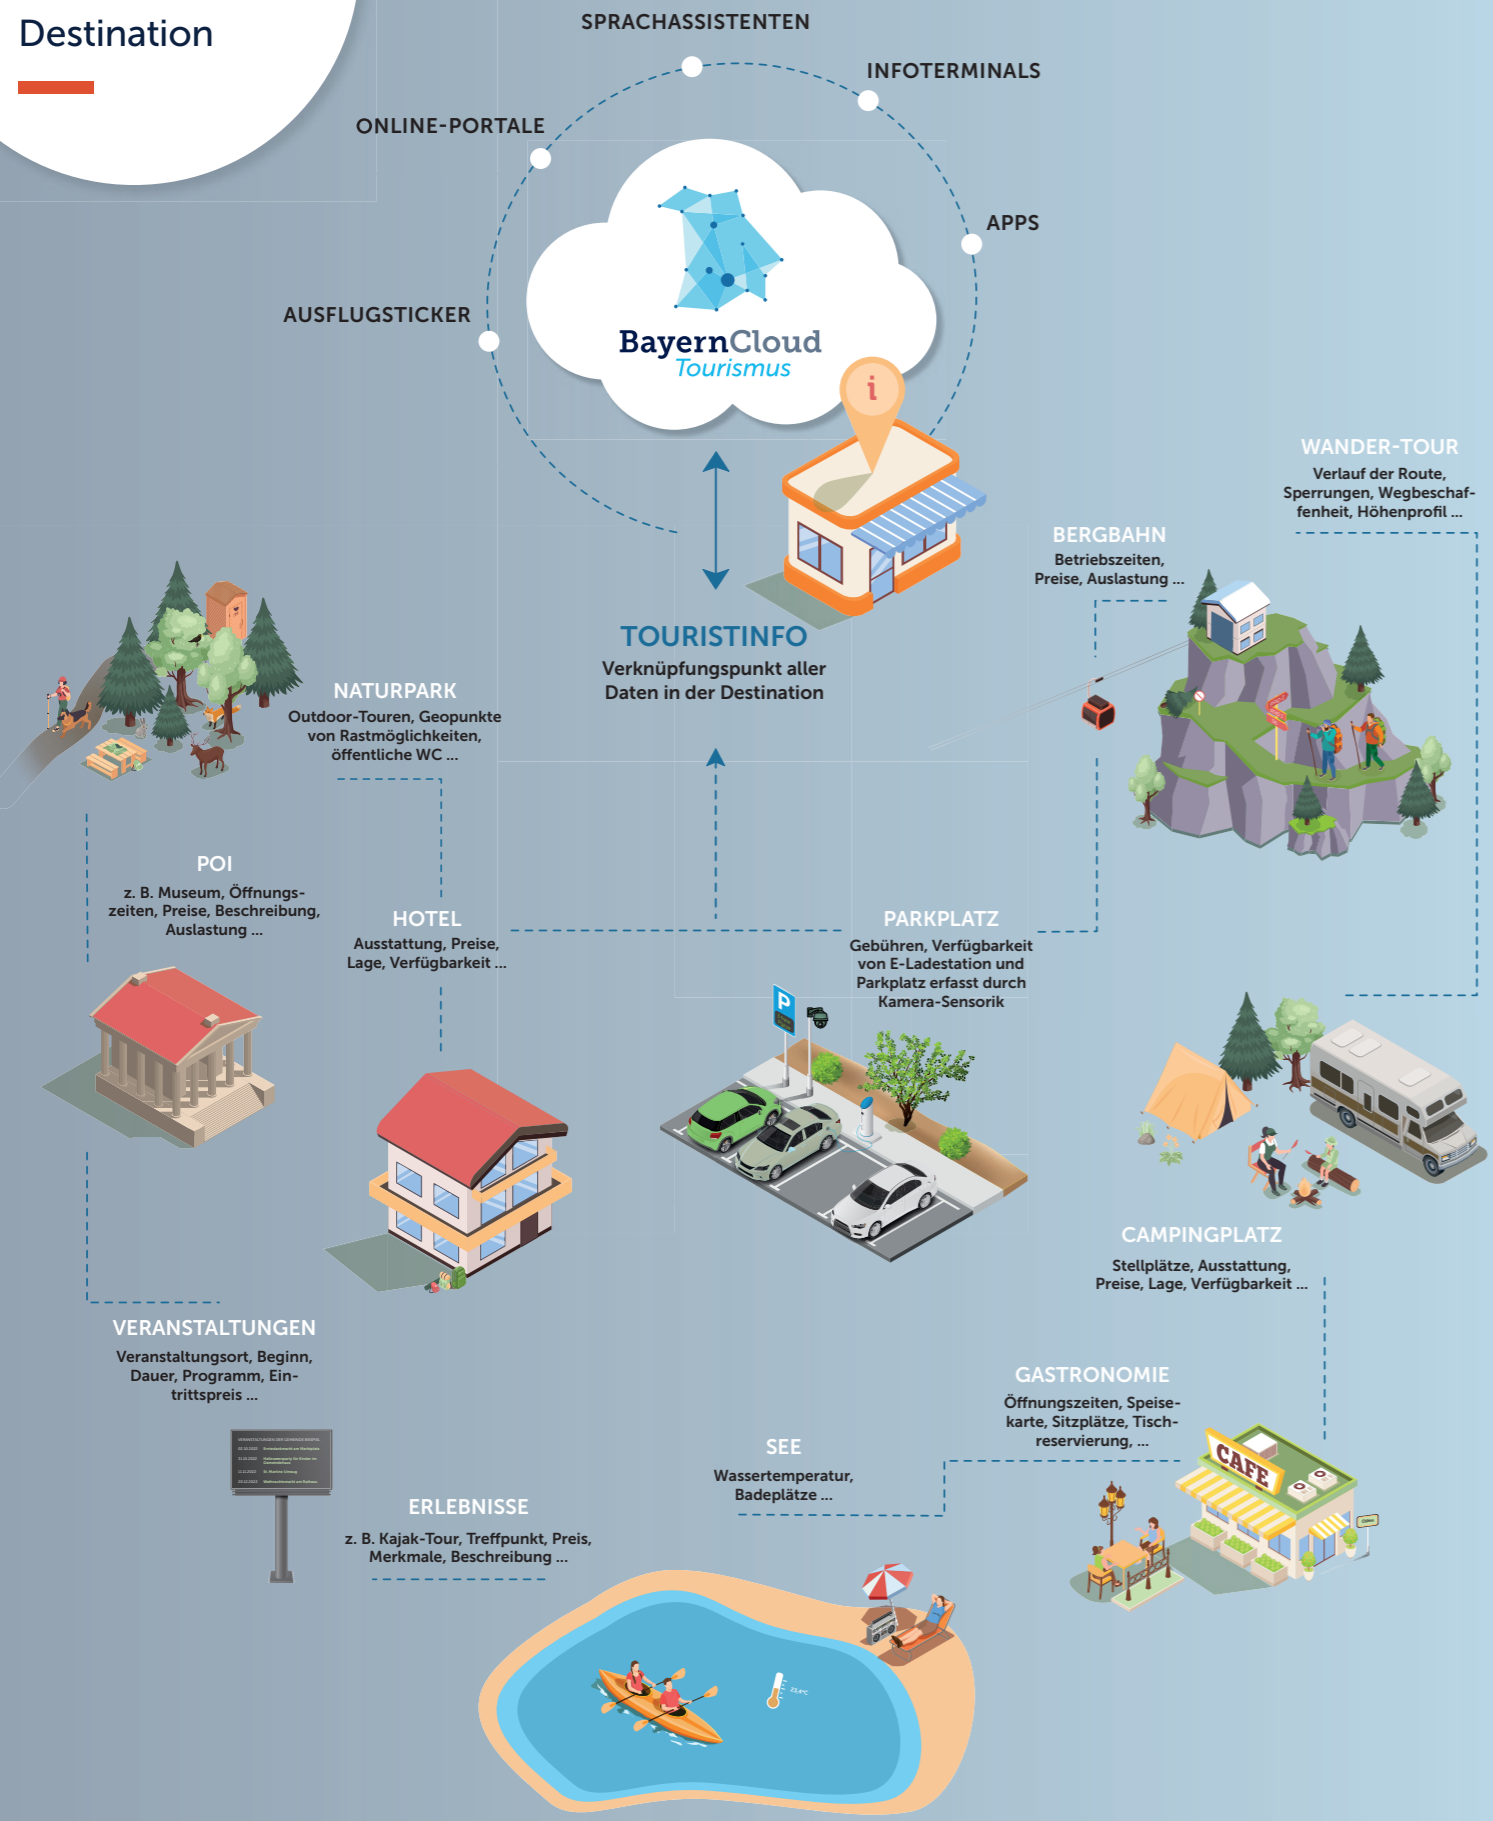 Destination
SPRACHASSISTENTEN
INFOTERMINALS
ONLINE-PORTALE
APPS
AUSFLUGSTICKER
BayernCloud
Tourismus
i
TOURISTINFO
Verknüpfungspunkt aller
Daten in der Destination
WANDER-TOUR
Verlauf der Route,
Sperrungen, Wegbeschaf-
fenheit, Höhenprofil ...
BERGBAHN
Betriebszeiten,
Preise, Auslastung ...
NATURPARK
Outdoor-Touren, Geopunkte
von Rastmöglichkeiten,
öffentliche WC ...
POI
z. B. Museum, Öffnungs-
zeiten, Preise, Beschreibung,
Auslastung ...
HOTEL
Ausstattung, Preise,
Lage, Verfügbarkeit ...
PARKPLATZ
Gebühren, Verfügbarkeit
von E-Ladestation und
Parkplatz erfasst durch
Kamera-Sensorik
P
CAMPINGPLATZ
Stellplätze, Ausstattung,
Preise, Lage, Verfügbarkeit ...
VERANSTALTUNGEN
Veranstaltungsort, Beginn,
Dauer, Programm, Ein-
trittspreis ...
GASTRONOMIE
Öffnungszeiten, Speise-
karte, Sitzplätze, Tisch-
reservierung, ...
CAFE
SEE
Wassertemperatur,
Badeplätze ...
ERLEBNISSE
z. B. Kajak-Tour, Treffpunkt, Preis,
Merkmale, Beschreibung ...